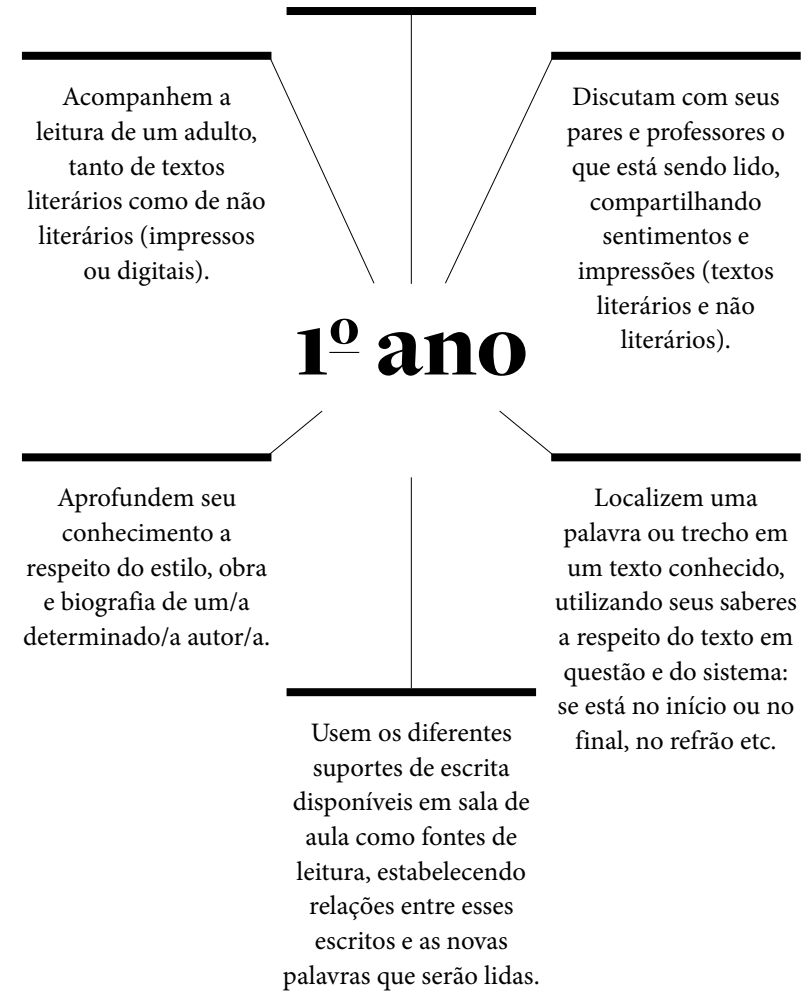 Acompanhem a
leitura de um adulto,
tanto de textos
literários como de não
literários (impressos
ou digitais).
Discutam com seus
pares e professores o
que está sendo lido,
compartilhando
sentimentos e
impressões (textos
literários e não
literários).
1º ano
Aprofundem seu
conhecimento a
respeito do estilo, obra
e biografia de um/a
determinado/a autor/a.
Localizem uma
palavra ou trecho em
um texto conhecido,
utilizando seus saberes
a respeito do texto em
questão e do sistema:
se está no início ou no
final, no refrão etc.
Usem os diferentes
suportes de escrita
disponíveis em sala de
aula como fontes de
leitura, estabelecendo
relações entre esses
escritos e as novas
palavras que serão lidas.